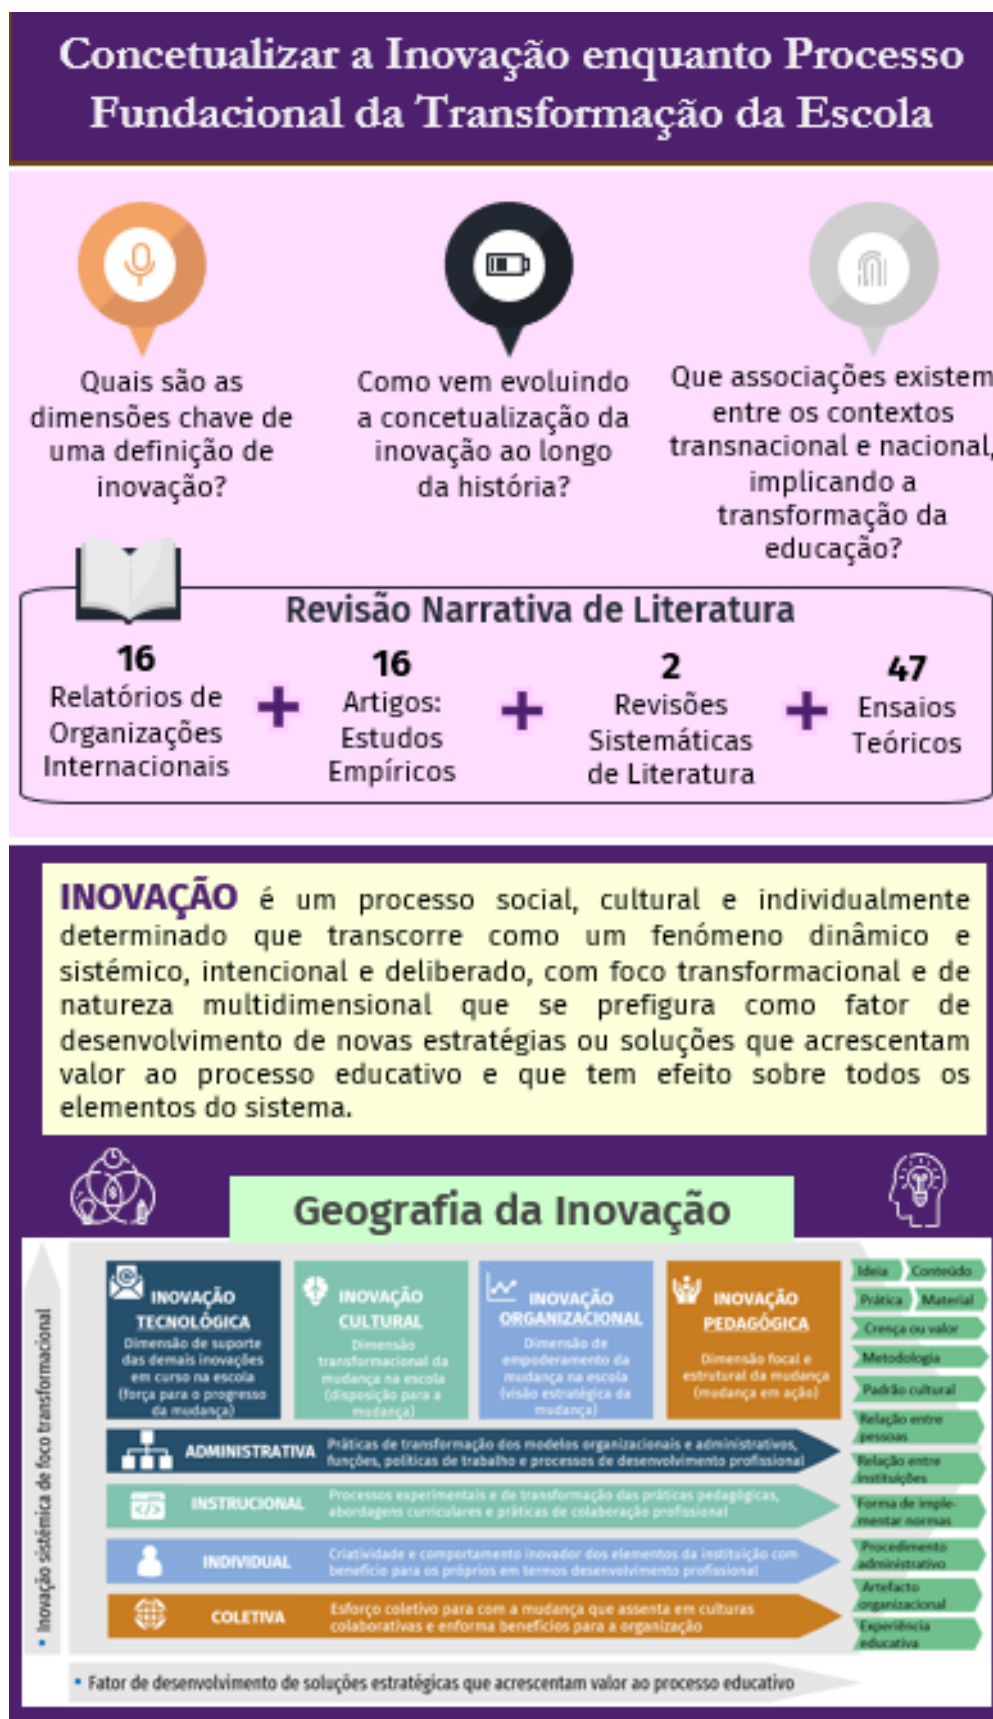 Concetualizar a Inovação enquanto Processo
Fundacional da Transformação da Escola
Quais são as
dimensões chave de
uma definição de
inovação?
Como vem evoluindo
a concetualização da
inovação ao longo
da história?
Que associações existem
entre os contextos
transnacional e nacional,
implicando a
transformação da
educação?
Revisão Narrativa de Literatura
16
Relatórios de
Organizações
Internacionais
+
16
Artigos:
Estudos
Empíricos
+
2
Revisões
Sistemáticas
de Literatura
+
47
Ensaios
Teóricos
INOVAÇÃO é um processo social, cultural e individualmente
determinado que transcorre como um fenómeno dinâmico e
sistémico, intencional e deliberado, com foco transformacional e de
natureza multidimensional que se prefigura como fator de
desenvolvimento de novas estratégias ou soluções que acrescentam
valor ao processo educativo e que tem efeito sobre todos os
elementos do sistema.
Geografia da Inovação
• Inovação sistémica de foco transformacional
INOVAÇÃO
TECNOLÓGICA
Dimensão de suporte
das demais inovações
em curso na escola
(força para o progresso
da mudança)
INOVAÇÃO
CULTURAL
Dimensão
transformacional da
mudança na escola
(disposição para a
mudança)
INOVAÇÃO
ORGANIZACIONAL
Dimensão de
empoderamento da
mudança na escola
(visão estratégica da
mudança)
INOVAÇÃO
PEDAGÓGICA
Dimensão focal e
estrutural da mudança
(mudança em ação)
ADMINISTRATIVA
Práticas de transformação dos modelos organizacionais e administrativos,
funções, políticas de trabalho e processos de desenvolvimento profissional
INSTRUCIONAL
Processos experimentais e de transformação das práticas pedagógicas,
abordagens curriculares e práticas de colaboração profissional
INDIVIDUAL
Criatividade e comportamento inovador dos elementos da instituição com
benefício para os próprios em termos desenvolvimento profissional
COLETIVA
Esforço coletivo para com a mudança que assenta em culturas
colaborativas e enforma benefícios para a organização
Ideia
Conteúdo
Prática
Material
Crença ou valor
Metodologia
Padrão cultural
Relação entre
pessoas
Relação entre
instituições
Forma de imple-
mentar normas
Procedimento
administrativo
Artefacto
organizacional
Experiência
educativa
• Fator de desenvolvimento de soluções estratégicas que acrescentam valor ao processo educativo